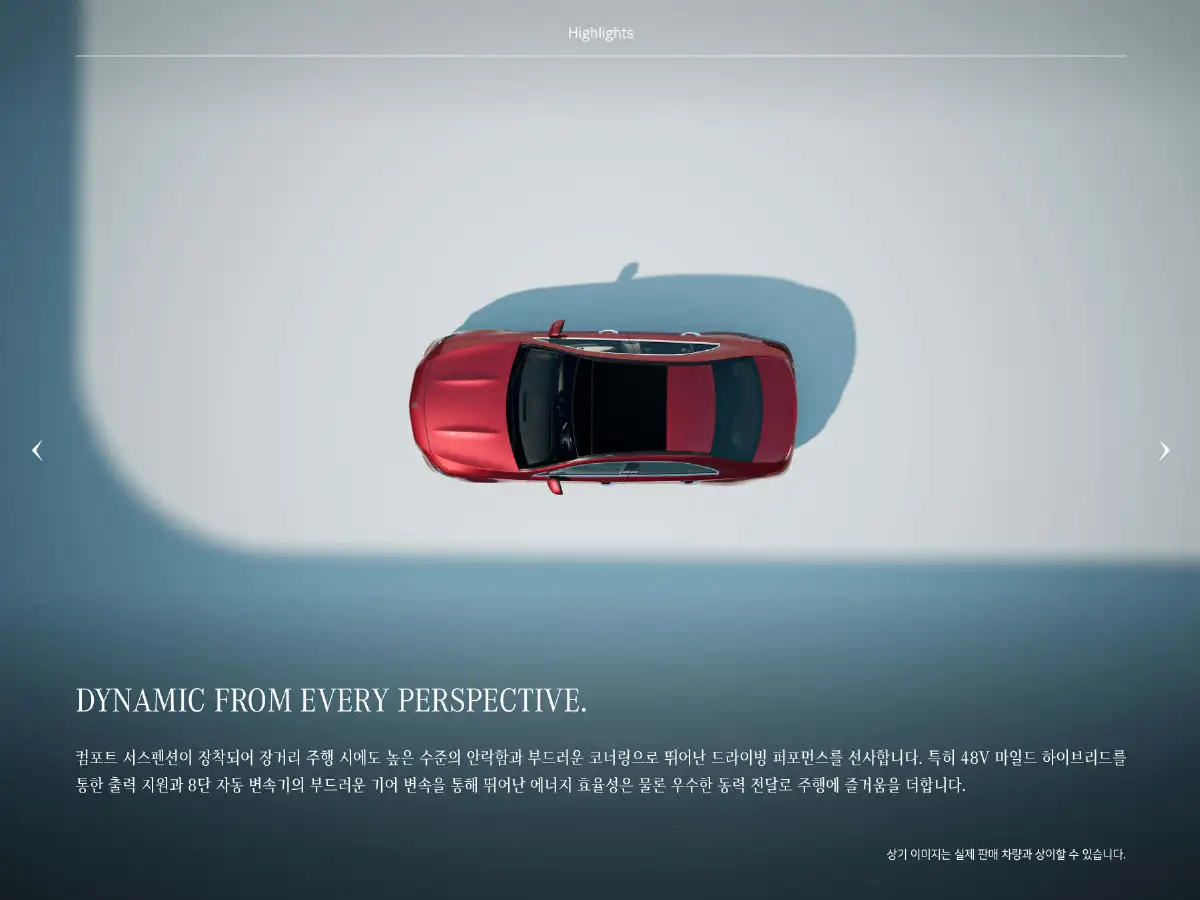 Highlights
DYNAMIC FROM EVERY PERSPECTIVE.
컴포트 서스펜션이 장착되어 장거리 주행 시에도 높은 수준의 안락함과 부드러운 코너링으로 뛰어난 드라이빙 퍼포먼스를 선사합니다. 특히 48V 마일드 하이브리드를
통한 출력 지원과 8단 자동 변속기의 부드러운 기어 변속을 통해 뛰어난 에너지 효율성은 물론 우수한 동력 전달로 주행에 즐거움을 더합니다.
상기 이미지는 실제 판매 차량과 상이할 수 있습니다.